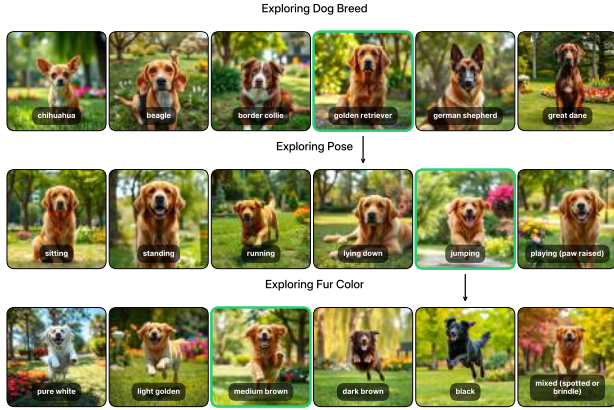 Exploring Dog Breed
chihuahua
beagle
border collie
golden retriever
german shepherd
great dane
Exploring Pose
sitting
standing
running
lying down
jumping
playing (paw raised)
Exploring Fur Color
pure white
light golden
medium brown
dark brown
black
mixed (spotted or
brindle)